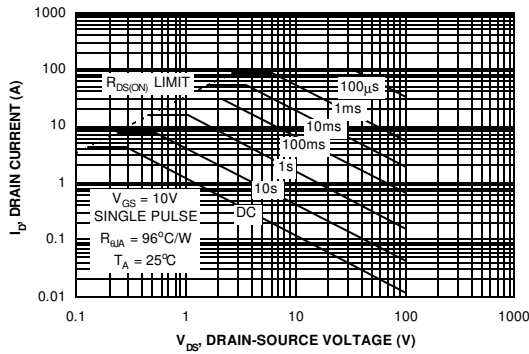 1000
100
10
1
0.1
0.01
I_D, DRAIN CURRENT (A)
R_DS(ON) LIMIT
100μs
1ms
10ms
100ms
1s
10s
DC
V_GS = 10V
SINGLE PULSE
R_θJA = 96°C/W
T_A = 25°C
0.1 1 10 100 1000
V_DS, DRAIN-SOURCE VOLTAGE (V)